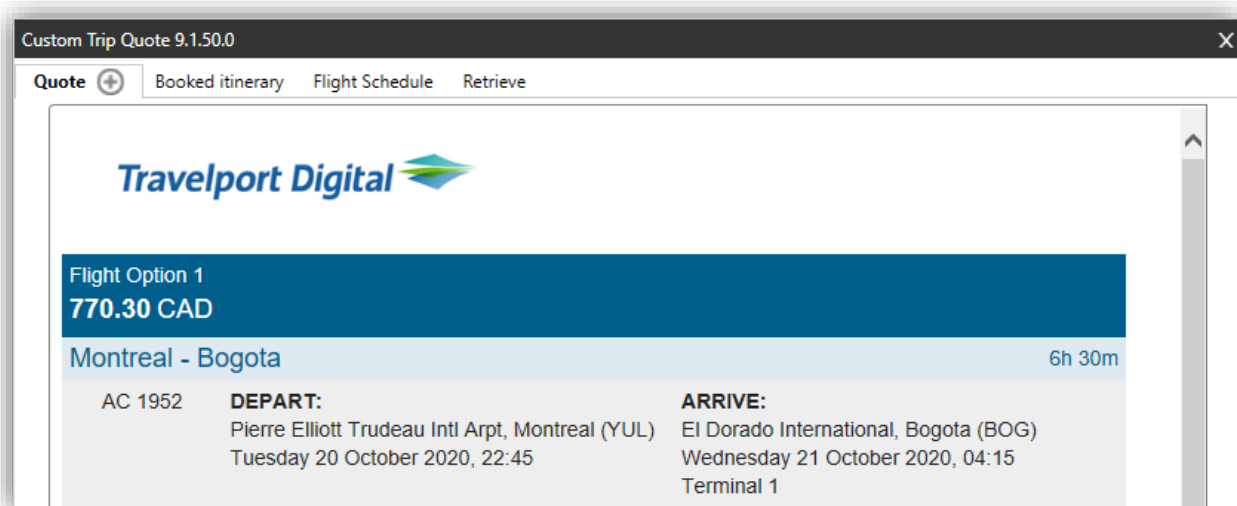 Custom Trip Quote 9.1.50.0 X
Quote Booked itinerary Flight Schedule Retrieve
Travelport Digital
Flight Option 1
770.30 CAD
Montreal - Bogota 6h 30m
AC 1952 DEPART: ARRIVE:
Pierre Elliott Trudeau Intl Arpt, Montreal (YUL) El Dorado International, Bogota (BOG)
Tuesday 20 October 2020, 22:45 Wednesday 21 October 2020, 04:15
Terminal 1